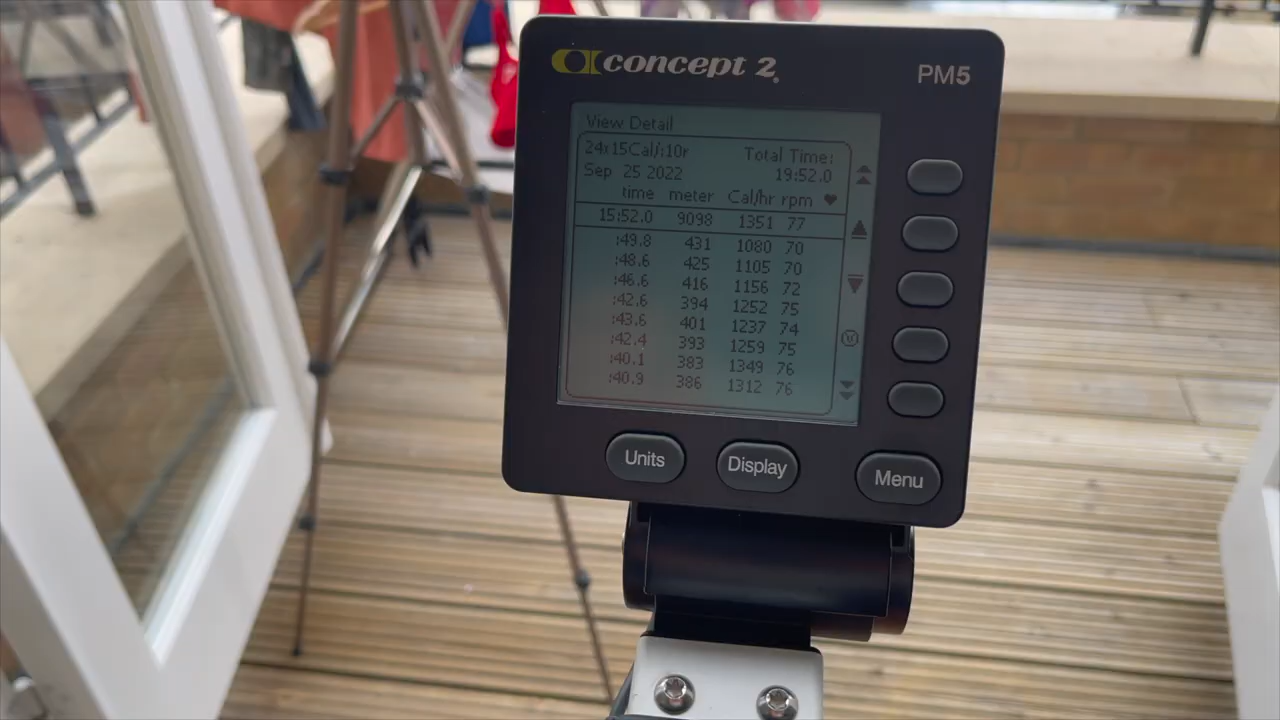 concept 2.
PM5
View Detail
24x15Cal/:10r Total Time:
Sep 25 2022 19:52.0
time meter Cal/hr rpm
15:52.0 9098 1351 77
:49.8 431 1080 70
:48.6 425 1105 70
:46.6 416 1156 72
:42.6 394 1252 75
:43.6 401 1237 74
:42.4 393 1259 75
:40.1 383 1349 76
:40.9 386 1312 76
Units Display Menu